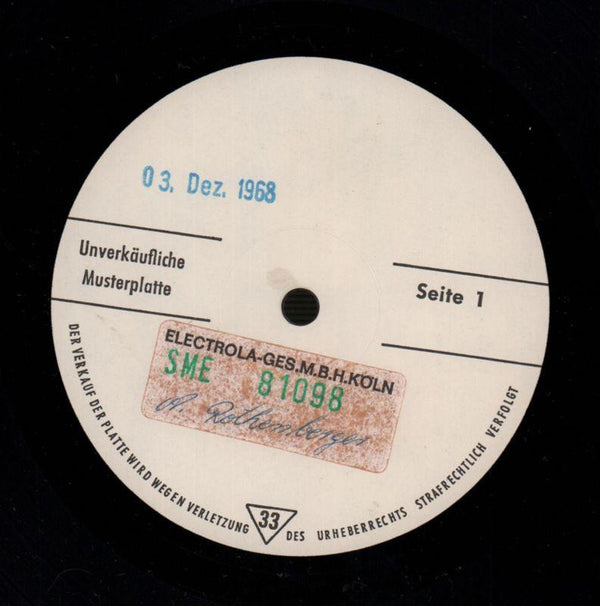 03. Dez. 1968
Unverkäufliche
Musterplatte
Seite 1
ELECTROLA-GES.M.B.H.KÖLN
SME 81098
A. Rothenberger
DER VERKAUF DER PLATTE WIRD WEGEN VERLETZUNG DES URHEBERRECHTS STRAFRECHTLICH VERFOLGT
33